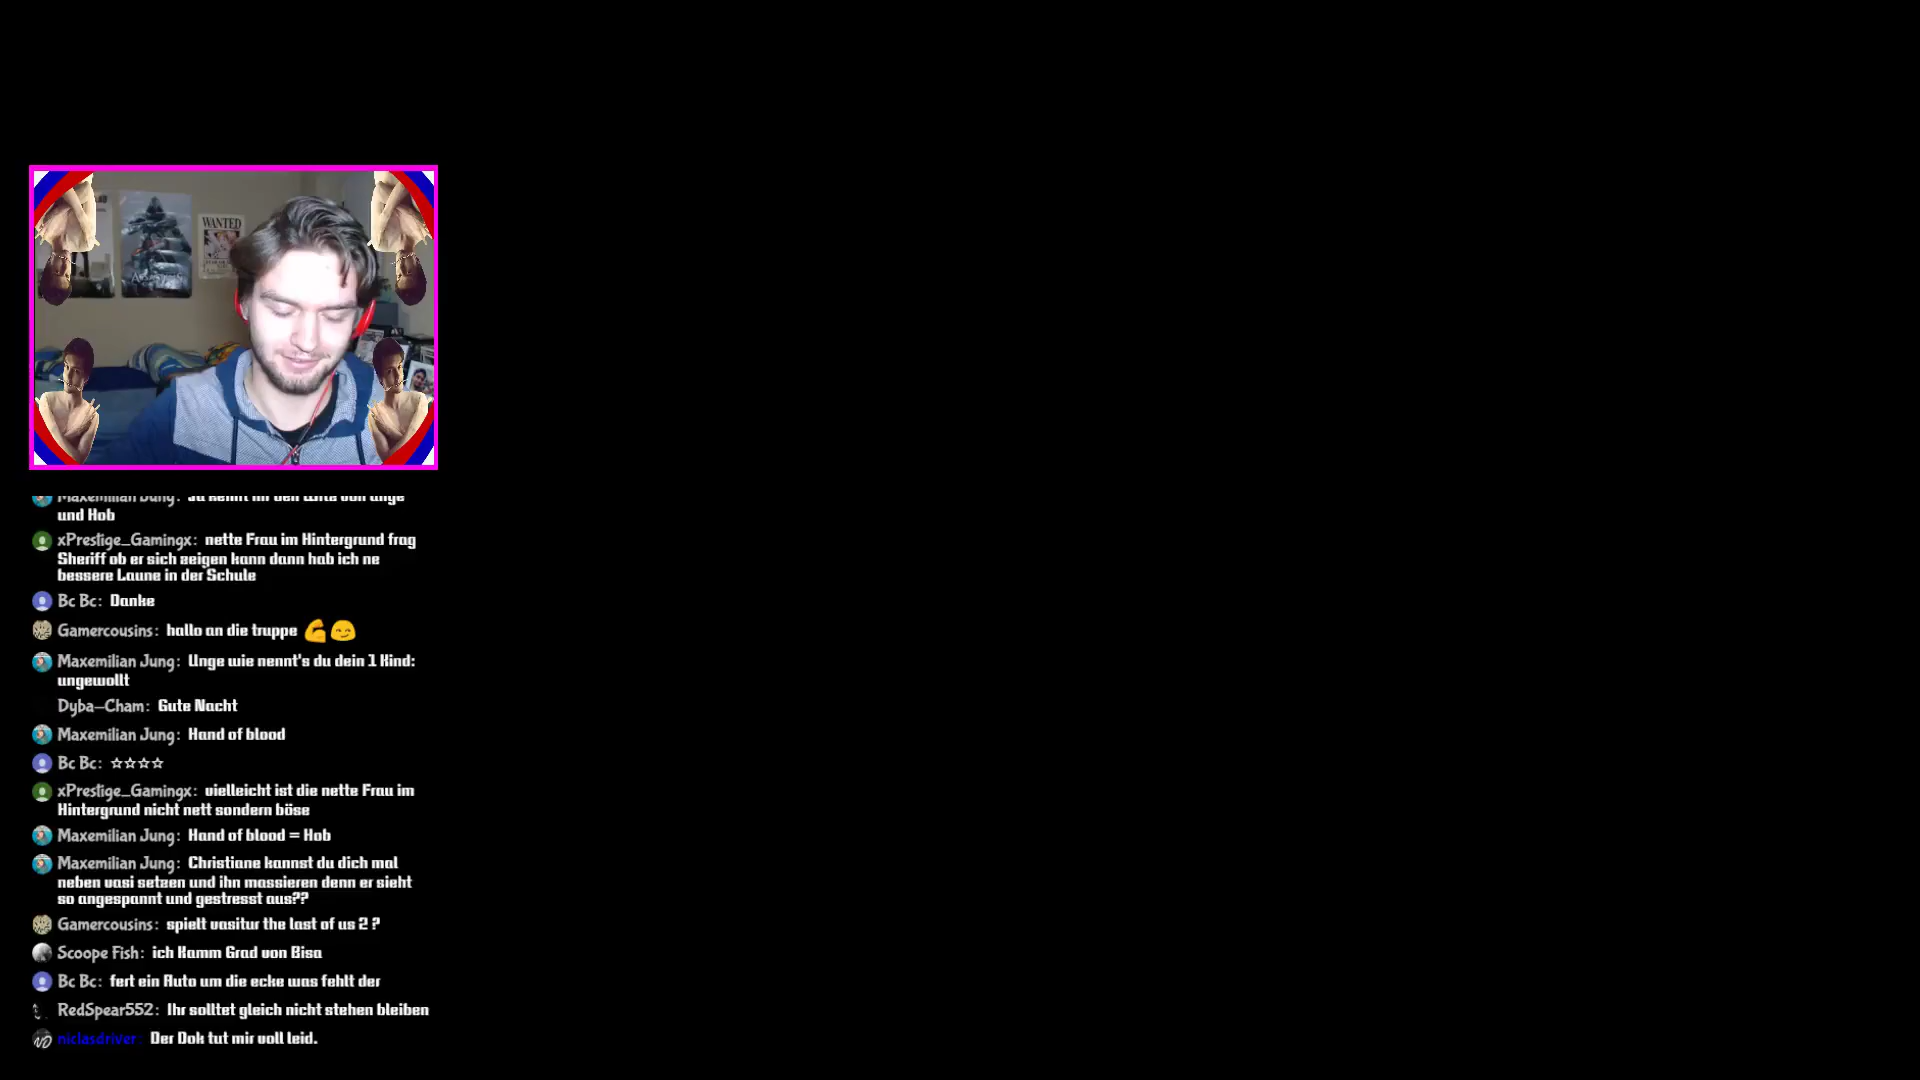 WANTED
und Hob
xPrestige_Gamingx: nette Frau im Hintergrund frag
Sheriff ob er sich zeigen kann dann hab ich ne
bessere Laune in der Schule
Bc Bc: Danke
Gamercousins: hallo an die truppe 💪😏
Maxemilian Jung: Unge wie nennt's du dein 1 Kind:
ungewollt
Dyba-Cham: Gute Nacht
Maxemilian Jung: Hand of blood
Bc Bc: ☆☆☆☆
xPrestige_Gamingx: vielleicht ist die nette Frau im
Hintergrund nicht nett sondern böse
Maxemilian Jung: Hand of blood = Hob
Maxemilian Jung: Christiane kannst du dich mal
neben vasi setzen und ihn massieren denn er sieht
so angespannt und gestresst aus??
Gamercousins: spielt vasitur the last of us 2 ?
Scoope Fish: ich Kamm Grad von Bisa
Bc Bc: fert ein Auto um die ecke was fehlt der
RedSpear552: Ihr solltet gleich nicht stehen bleiben
niclasdriver: Der Dok tut mir voll leid.